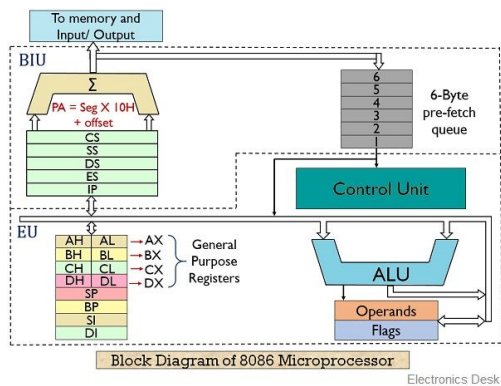 To memory and
Input/ Output
BIU
Σ
PA = Seg X 10H
+ offset
CS
SS
DS
ES
IP
6
5
4
3
2
1
6-Byte
pre-fetch
queue
Control Unit
EU
AH AL AX
BH BL BX
CH CL CX
DH DL DX
SP
BP
SI
DI
General
Purpose
Registers
ALU
Operands
Flags
Block Diagram of 8086 Microprocessor
Electronics Desk